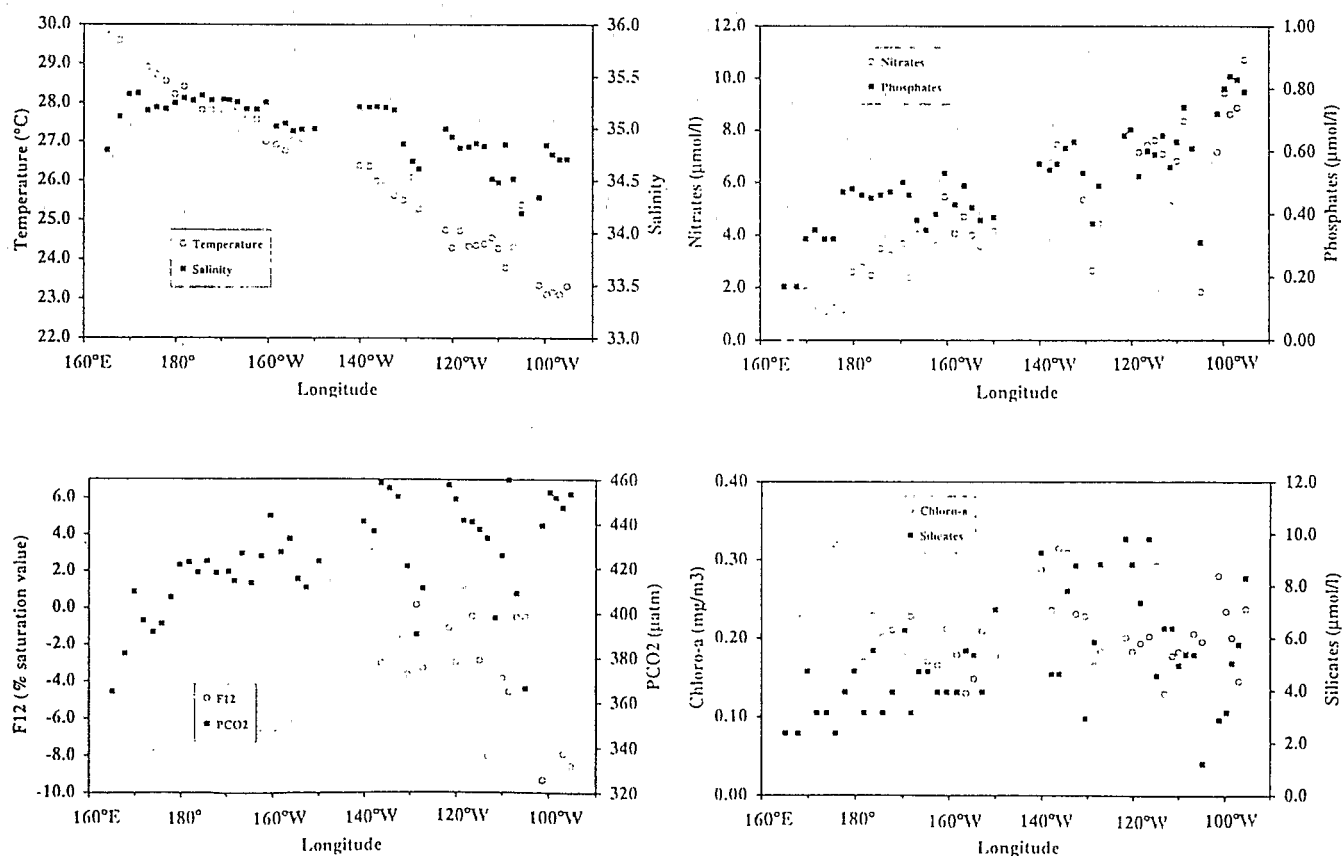 30.0
29.0
28.0
27.0
26.0
25.0
24.0
23.0
22.0
Temperature (°C)
Temperature
Salinity
36.0
35.5
35.0
34.5
34.0
33.5
33.0
Salinity
160°E 180° 160°W 140°W 120°W 100°W
Longitude
12.0
10.0
8.0
6.0
4.0
2.0
0.0
Nitrates (µmol/l)
Nitrates
Phosphates
1.00
0.80
0.60
0.40
0.20
0.00
Phosphates (µmol/l)
160°E 180° 160°W 140°W 120°W 100°W
Longitude
6.0
4.0
2.0
0.0
-2.0
-4.0
-6.0
-8.0
-10.0
F12 (% saturation value)
F12
PCO2
460
440
420
400
380
360
340
320
PCO2 (µatm)
160°E 180° 160°W 140°W 120°W 100°W
Longitude
0.40
0.30
0.20
0.10
0.00
Chloro-a (mg/m3)
Chloro-a
Silicates
12.0
10.0
8.0
6.0
4.0
2.0
0.0
Silicates (µmol/l)
160°E 180° 160°W 140°W 120°W 100°W
Longitude